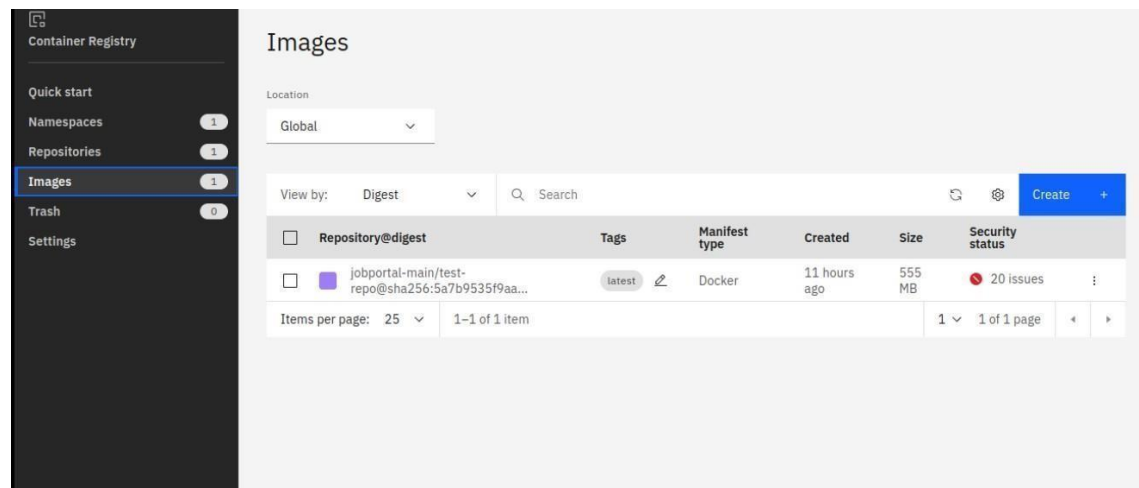 Container Registry
Quick start
Namespaces 1
Repositories 1
Images 1
Trash 0
Settings
Images
Location
Global
View by: Digest Search Create +
Repository@digest Tags Manifest type Created Size Security status
jobportal-main/test-
repo@sha256:5a7b9535f9aa... latest Docker 11 hours ago 555 MB 20 issues
Items per page: 25 1–1 of 1 item 1 1 of 1 page